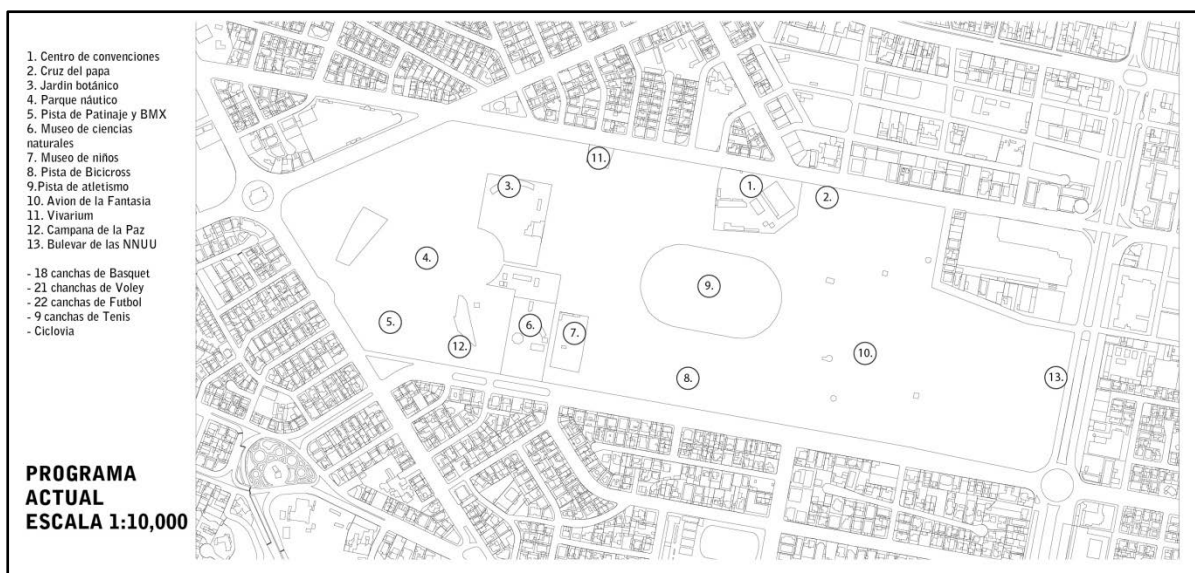 1. Centro de convenciones
2. Cruz del papa
3. Jardin botánico
4. Parque náutico
5. Pista de Patinaje y BMX
6. Museo de ciencias
naturales
7. Museo de niños
8. Pista de Bicicross
9.Pista de atletismo
10. Avion de la Fantasia
11. Vivarium
12. Campana de la Paz
13. Bulevar de las NNUU
- 18 canchas de Basquet
- 21 chanchas de Voley
- 22 canchas de Futbol
- 9 canchas de Tenis
- Ciclovia
PROGRAMA
ACTUAL
ESCALA 1:10,000
11.
3.
1.
2.
4.
9.
5.
6.
7.
12.
10.
8.
13.